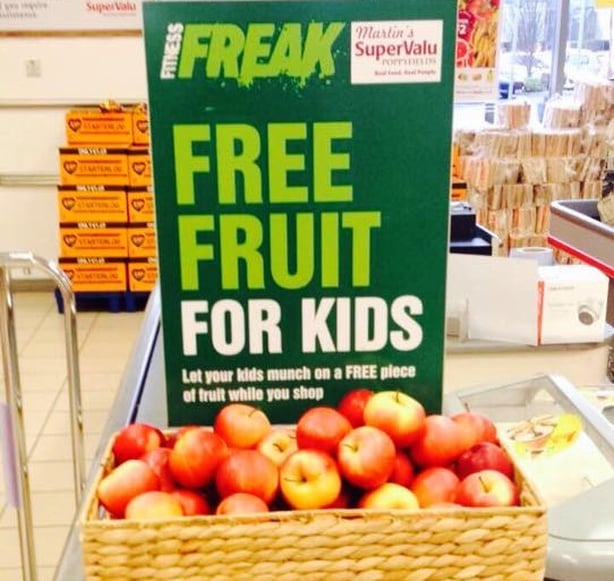 SuperValu
FITNESS
FREAK
Martin's
SuperValu
POPPYFIELDS
Real Food, Real People
FREE
FRUIT
FOR KIDS
Let your kids munch on a FREE piece
of fruit while you shop